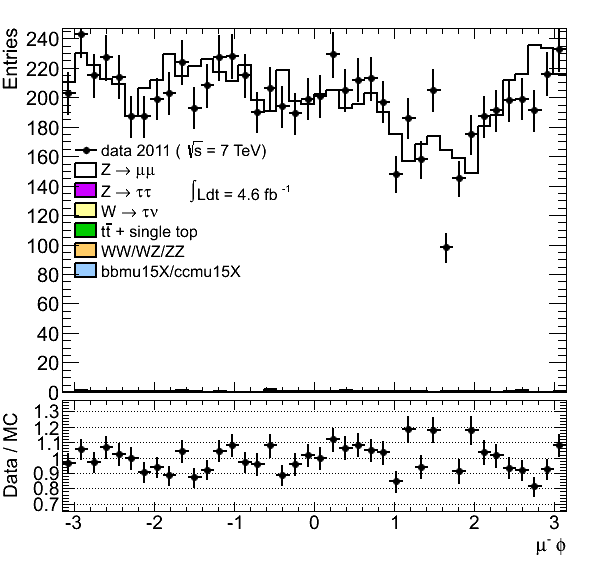 Entries
240
220
200
180
160
140
120
100
80
60
40
20
0
data 2011 ( √s = 7 TeV)
Z → μμ
Z → ττ
∫Ldt = 4.6 fb⁻¹
W → τν
tt̄ + single top
WW/WZ/ZZ
bbmu15X/ccmu15X
Data / MC
1.3
1.2
1.1
1
0.9
0.8
0.7
-3 -2 -1 0 1 2 3
μ⁻ ϕ